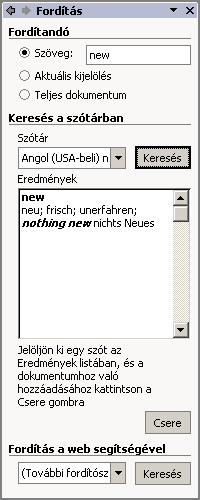 Fordítás
Fordítandó
Szöveg: new
Aktuális kijelölés
Teljes dokumentum
Keresés a szótárban
Szótár
Angol (USA-beli) n Keresés
Eredmények
new
neu; frisch; unerfahren;
nothing new nichts Neues
Jelöljön ki egy szót az
Eredmények listában, és a
dokumentumhoz való
hozzáadásához kattintson a
Csere gombra
Csere
Fordítás a web segítségével
(További fordítósz Keresés